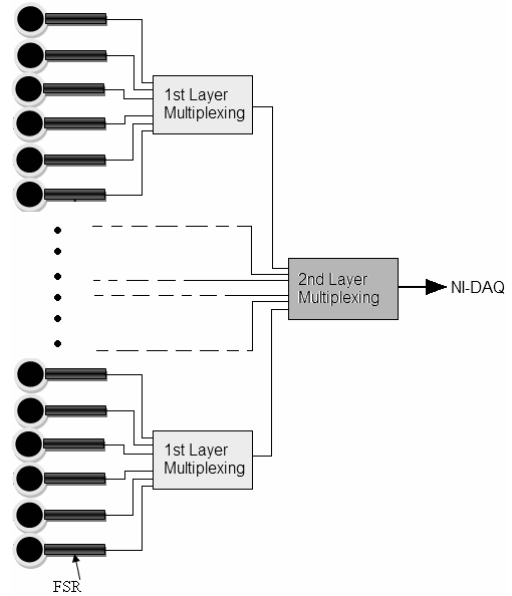 1st Layer
Multiplexing
2nd Layer
Multiplexing
NI-DAQ
1st Layer
Multiplexing
FSR